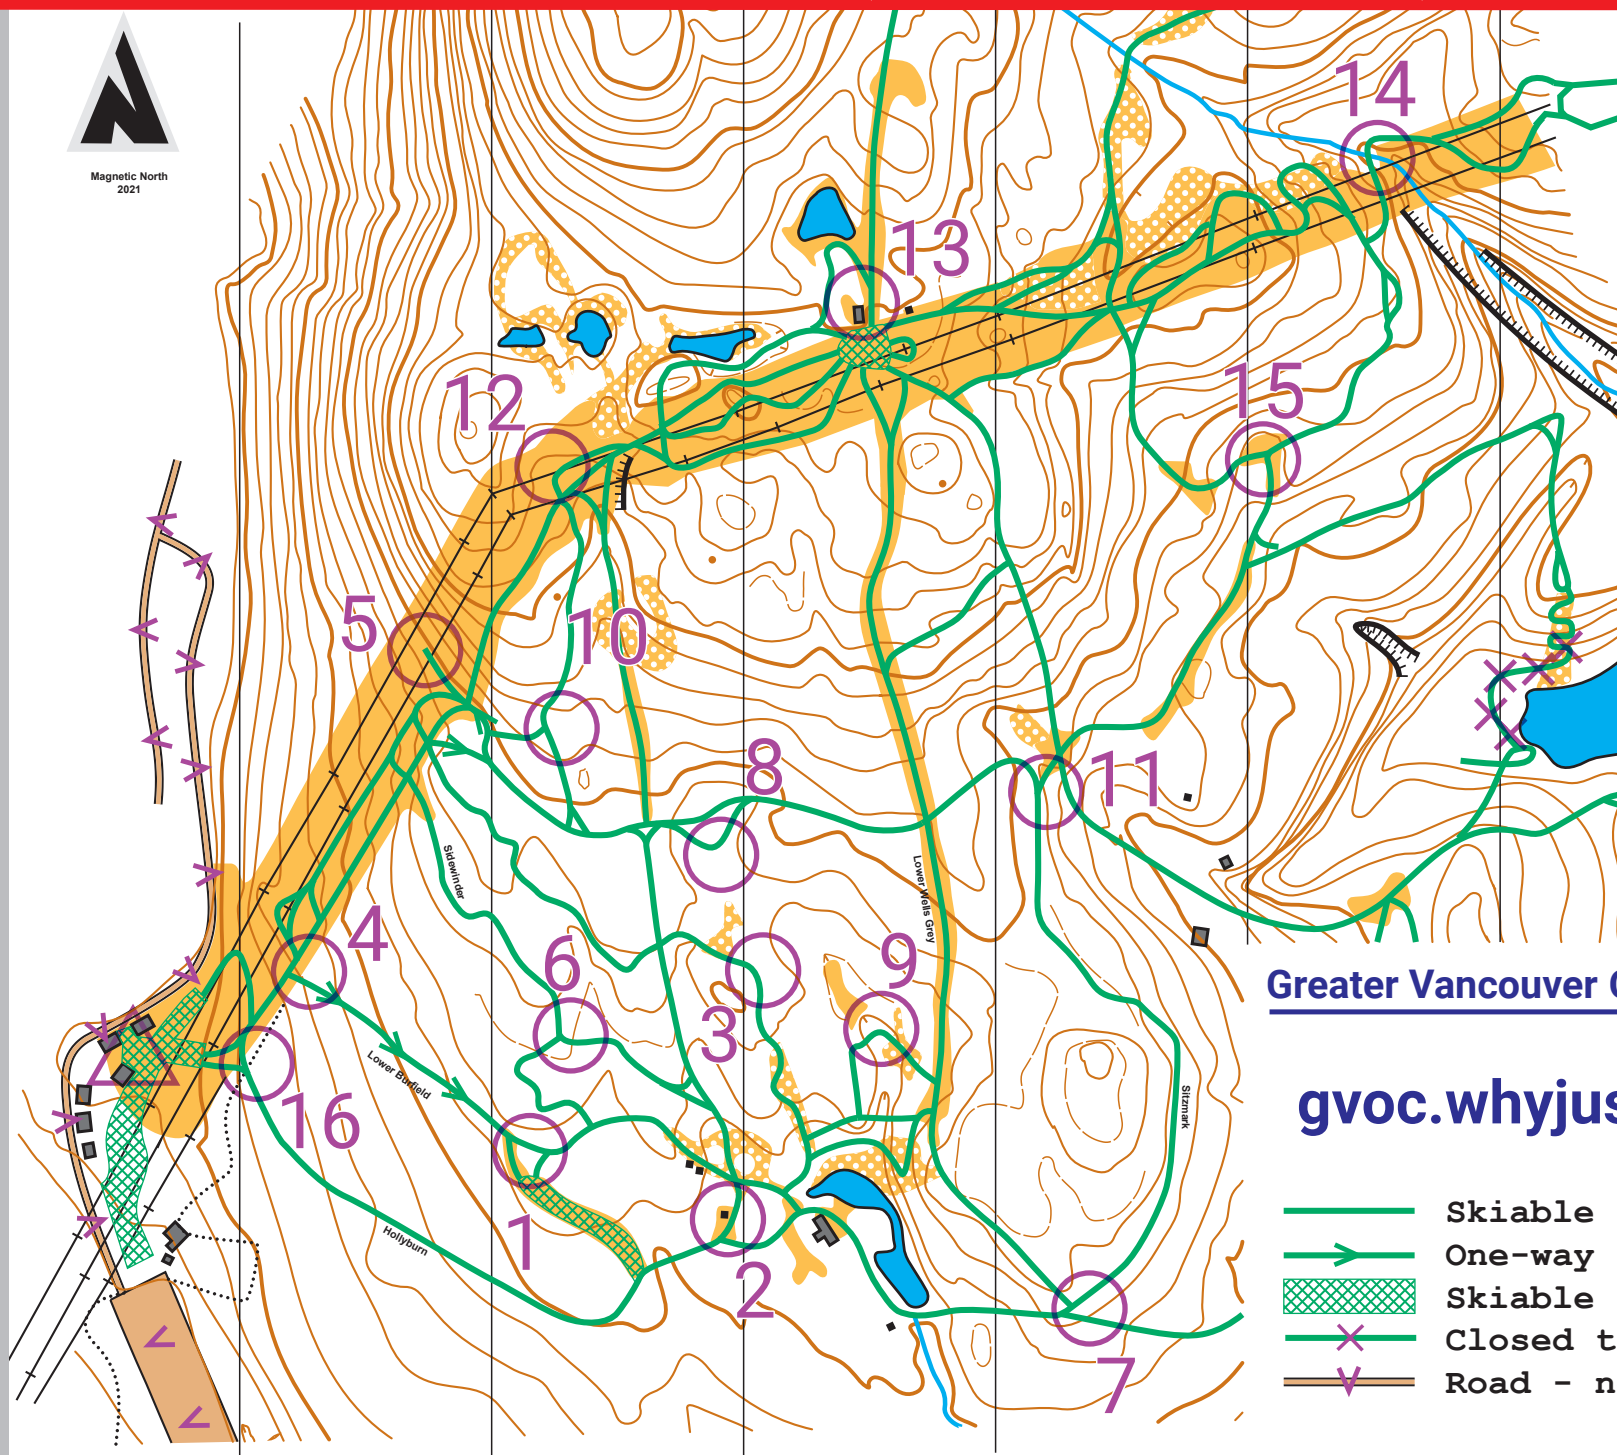 Magnetic North
2021
14
13
15
12
5
10
8
11
Sidewinder
Lower Wells Grey
4
6
9
3
Lower Burfield
16
Sitzmark
1
Hollyburn
2
7
Greater Vancouver
gvoc.whyjus
Skiable
One-way
Skiable
Closed t
Road - n